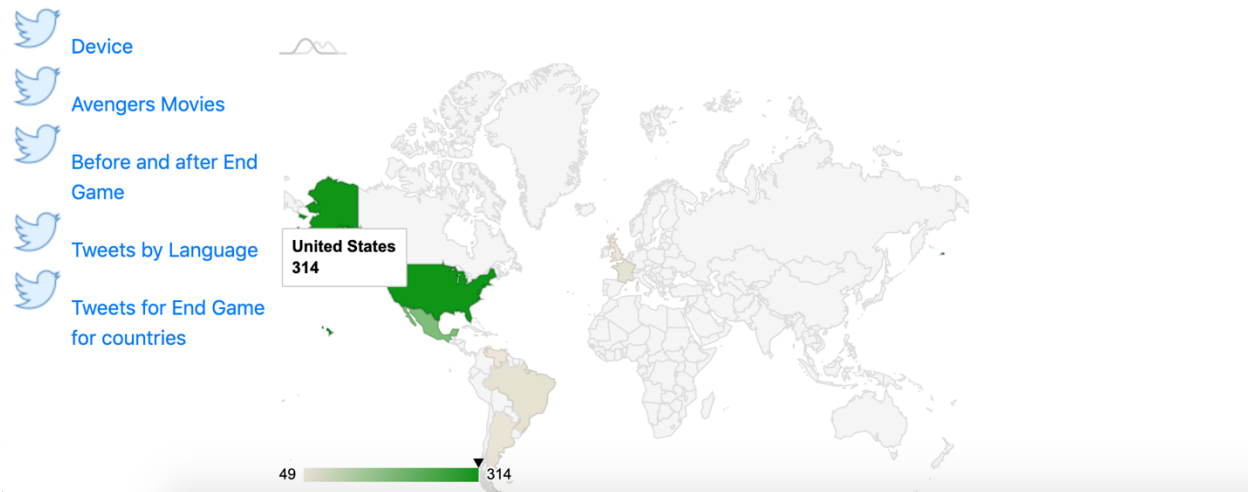 Device
Avengers Movies
Before and after End
Game
Tweets by Language
Tweets for End Game
for countries
United States
314
49
314